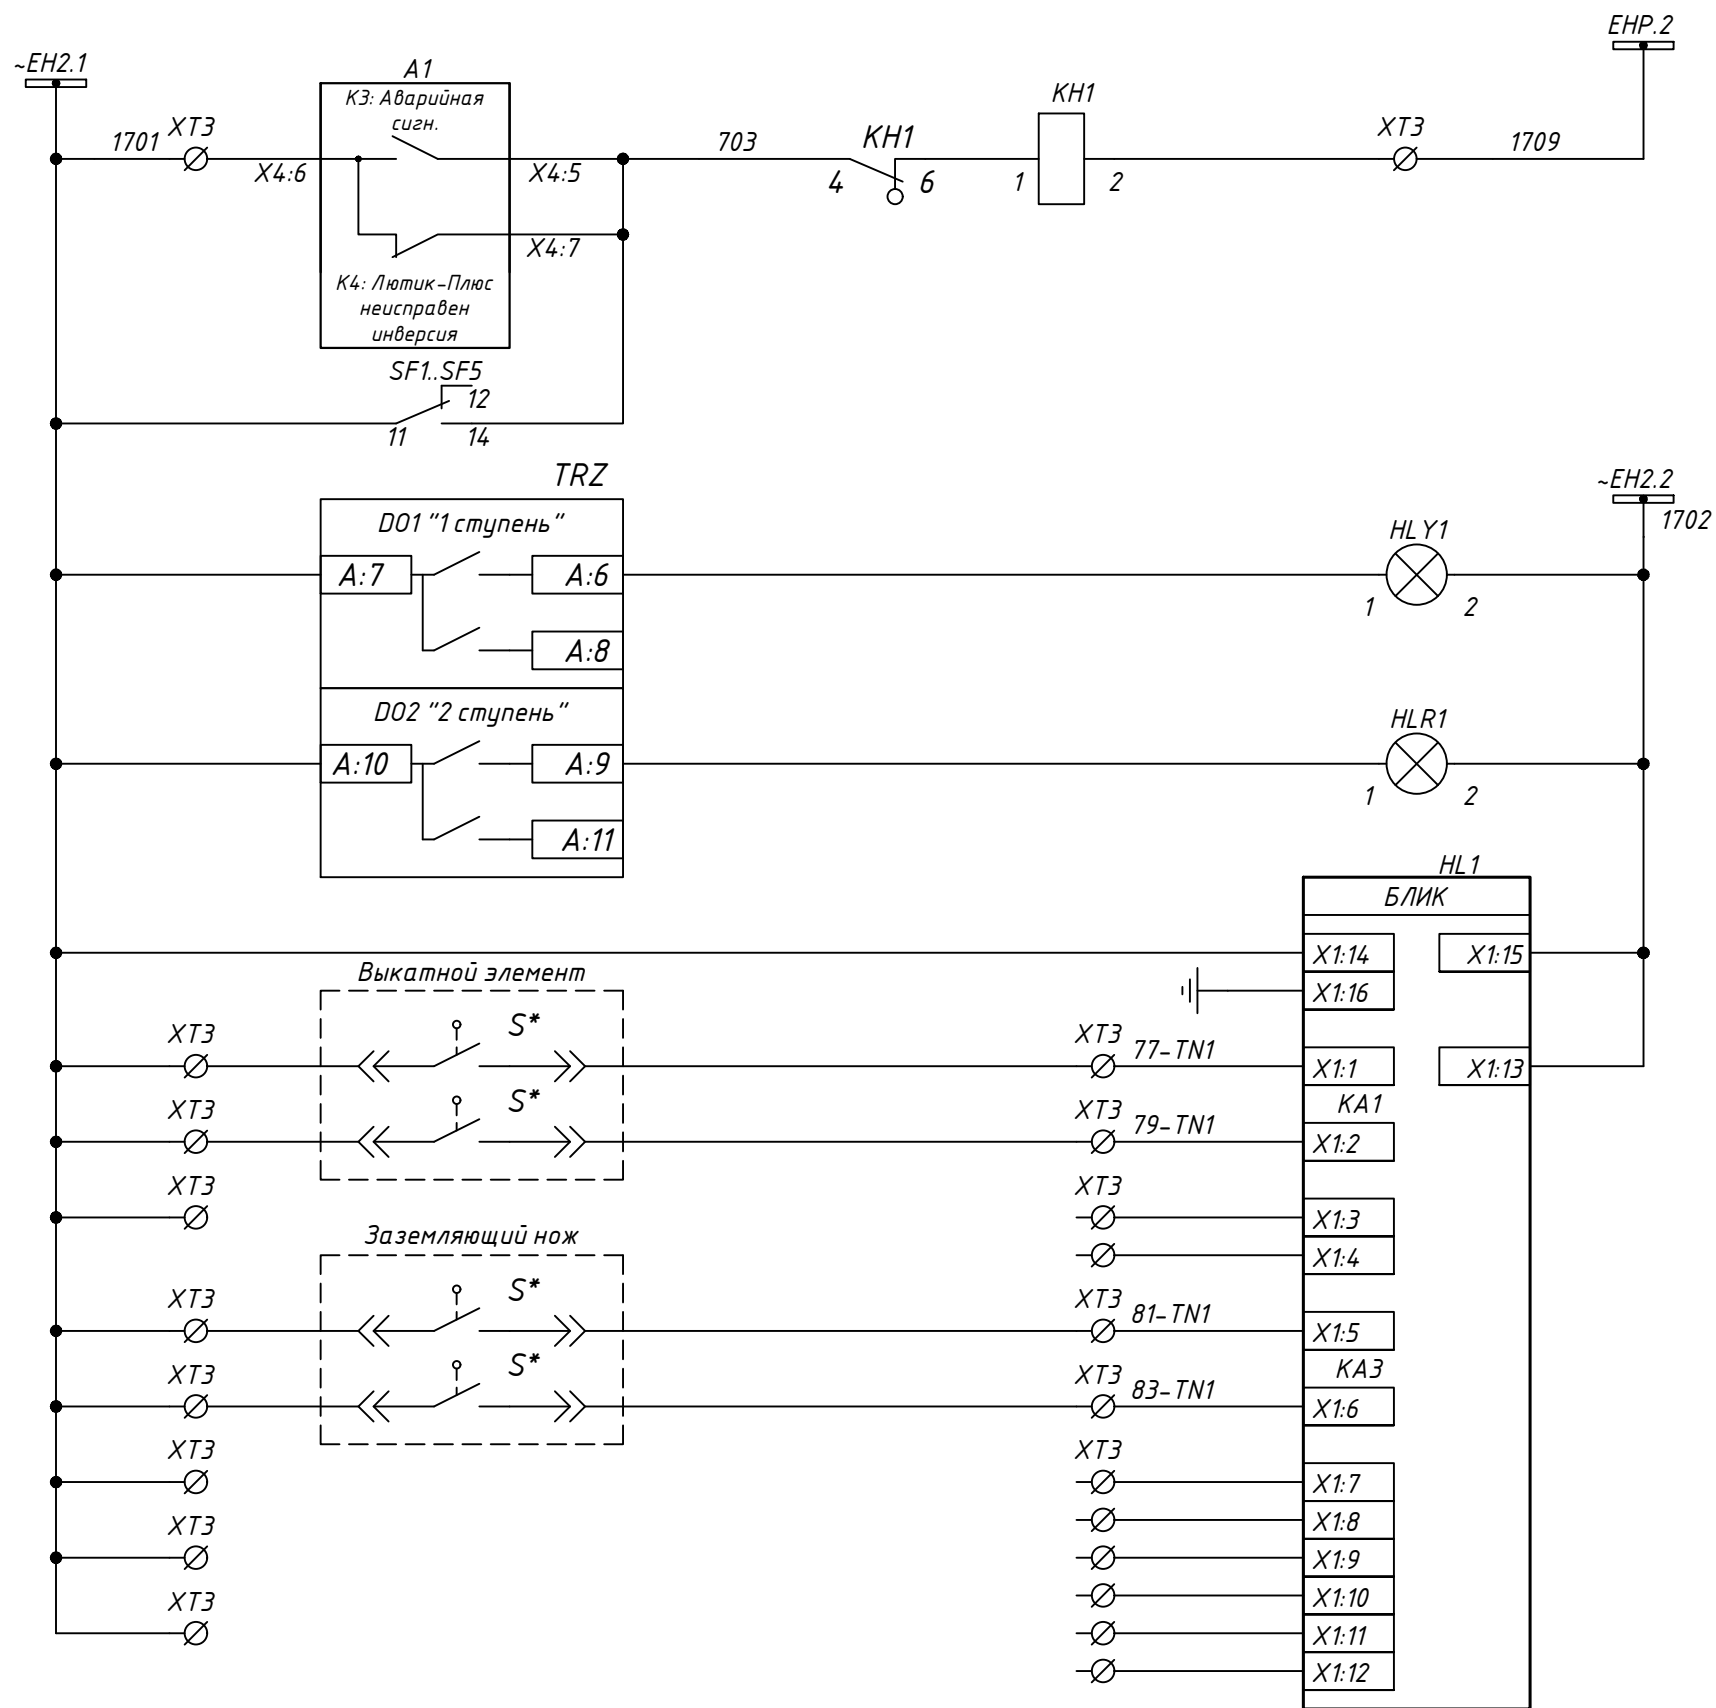 EHP.2
~EH2.1
A1
K3: Аварийная
сигн.
KH1
1701
XT3
X4:6
X4:5
703
KH1
4
6
1
2
XT3
1709
X4:7
K4: Лютик-Плюс
неисправен
инверсия
SF1..SF5
12
11
14
TRZ
~EH2.2
1702
DO1 "1 ступень"
HLY1
A:7
A:6
1
2
A:8
DO2 "2 ступень"
HLR1
A:10
A:9
1
2
A:11
HL1
БЛИК
X1:14
X1:15
Выкатной элемент
X1:16
XT3
S*
XT3
77-TN1
X1:1
X1:13
KA1
XT3
S*
XT3
79-TN1
X1:2
XT3
XT3
X1:3
Заземляющий нож
X1:4
XT3
S*
XT3
81-TN1
X1:5
KA3
XT3
S*
XT3
83-TN1
X1:6
XT3
XT3
X1:7
XT3
X1:8
X1:9
XT3
X1:10
X1:11
X1:12